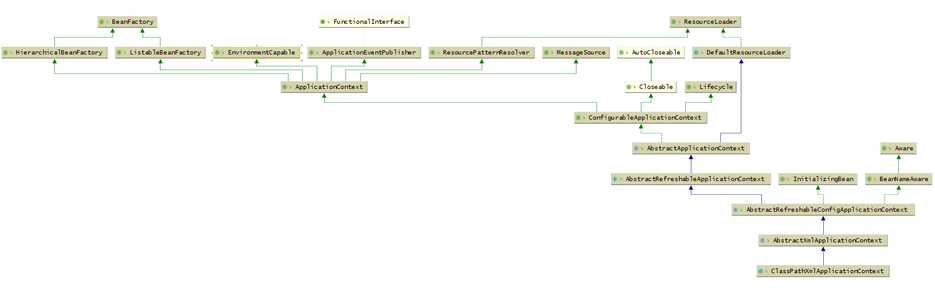 BeanFactory
FunctionalInterface
ResourceLoader
HierarchicalBeanFactory
ListableBeanFactory
EnvironmentCapable
ApplicationEventPublisher
ResourcePatternResolver
MessageSource
AutoCloseable
DefaultResourceLoader
ApplicationContext
Closeable
Lifecycle
ConfigurableApplicationContext
AbstractApplicationContext
Aware
AbstractRefreshableApplicationContext
InitializingBean
BeanNameAware
AbstractRefreshableConfigApplicationContext
AbstractXmlApplicationContext
ClassPathXmlApplicationContext